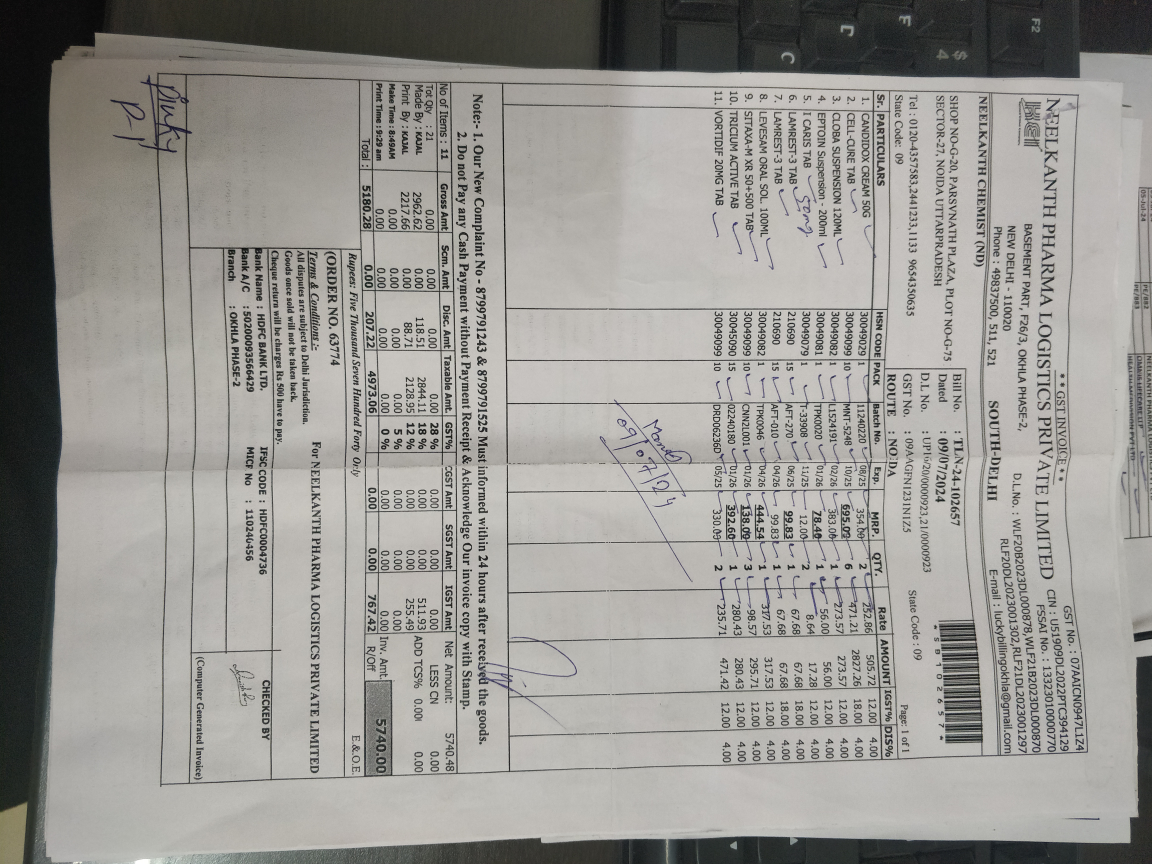 **GST INVOICE**
NEELKANTH PHARMA LOGISTICS PRIVATE LIMITED
BASEMENT PART, F26/3, OKHLA PHASE-2,
NEW DELHI - 110020
Phone : 49837500, 511, 521
SOUTH-DELHI
GST No. : 07AAICN0947L1Z4
CIN : U51909DL2022PTC394129
FSSAI No. : 13323010000770
D.L.No. : WLF20B2023DL000878,WLF21B2023DL000870
RLF20DL2023001302,RLF21DL2023001297
E-mail : luckybillingokhla@gmail.com
NEELKANTH CHEMIST (ND)
SHOP NO-G-20, PARSVNATH PLAZA, PLOT NO-G-75
SECTOR-27, NOIDA UTTARPRADESH
Tel : 0120-4357583,2441233,1133 9654350635
State Code: 09
Bill No. : TLN-24-102657
Dated : 09/07/2024
D.L No. : UP16/20/0000923,21/0000923
GST No. : 09AAGFN1231N1Z5 State Code : 09
ROUTE : NOIDA
*SB102657*
Page: 1 of 1
Sr. PARTICULARS HSN CODE PACK Batch No. Exp. MRP. QTY. Rate AMOUNT IGST% DIS%
1. CANDIDOX CREAM 50G 30049029 1 11240220 08/25 354.00 2 252.86 505.72 12.00 4.00
2. CELL-CURE TAB 30049099 10 MNT-5248 10/25 695.09 6 471.21 2827.26 18.00 4.00
3. CLOBA SUSPENSION 120ML 30049082 1 L1524191 02/26 383.00 1 273.57 273.57 12.00 4.00
4. EPTOIN Suspension - 200ml 30049081 1 TPK0020 01/26 78.40 1 56.00 56.00 12.00 4.00
5. I CARIS TAB 50mg 30049079 1 T-33908 11/25 12.00 2 8.64 17.28 12.00 4.00
6. LAMREST-3 TAB 210690 15 AFT-270 06/25 99.83 1 67.68 67.68 18.00 4.00
7. LAMREST-3 TAB 210690 15 AFT-010 04/26 99.83 1 67.68 67.68 18.00 4.00
8. LEVESAM ORAL SOL. 100ML 30049082 1 TPK0046 04/26 444.54 1 317.53 317.53 12.00 4.00
9. SITAXA-M XR 50+500 TAB 30049099 10 CNN2L001 01/26 138.00 3 98.57 295.71 12.00 4.00
10. TRICIUM ACTIVE TAB 30045090 15 02240180 01/26 392.60 1 280.43 280.43 12.00 4.00
11. VORTIDIF 20MG TAB 30049099 10 DRD06236D 05/25 330.00 2 235.71 471.42 12.00 4.00
09/07/24
Note:- 1. Our New Complaint No - 8799791243 & 8799791525 Must informed within 24 hours after received the goods.
2. Do not Pay any Cash Payment without Payment Receipt & Acknowledge Our invoice copy with Stamp.
No of Items : 11 Gross Amt Scm. Amt Disc. Amt Taxable Amt. GST% CGST Amt SGST Amt IGST Amt Net Amount: 5740.48
Tot Qty : 21 0.00 0.00 0.00 0.00 28 % 0.00 0.00 0.00 LESS CN 0.00
Made By : KAJAL 2962.62 0.00 118.51 2844.11 18 % 0.00 0.00 511.93 ADD TCS% 0.00 0.00
Print By : KAJAL 2217.66 0.00 88.71 2128.95 12 % 0.00 0.00 255.49
Make Time : 8:49AM 0.00 0.00 0.00 0.00 5 % 0.00 0.00 0.00 Inv. Amt. 5740.00
Print Time : 9:29 am 0.00 0.00 0.00 0.00 0 % 0.00 0.00 0.00
Total : 5180.28 0.00 207.22 4973.06 0.00 0.00 767.42 R/Off
Rupees: Five Thousand Seven Hundred Forty Only E.& O.E.
(ORDER NO. 63774 For NEELKANTH PHARMA LOGISTICS PRIVATE LIMITED
Terms & Conditions :-
All disputes are subject to Delhi Jurisdiction.
Goods once sold will not be taken back.
Cheque return will be charges Rs 500 have to pay.
Bank Name : HDFC BANK LTD. IFSC CODE : HDFC0004736
Bank A/C : 50200093566429 MICR No : 110240456
Branch : OKHLA PHASE-2
CHECKED BY
(Computer Generated Invoice)
Pinky
P-1